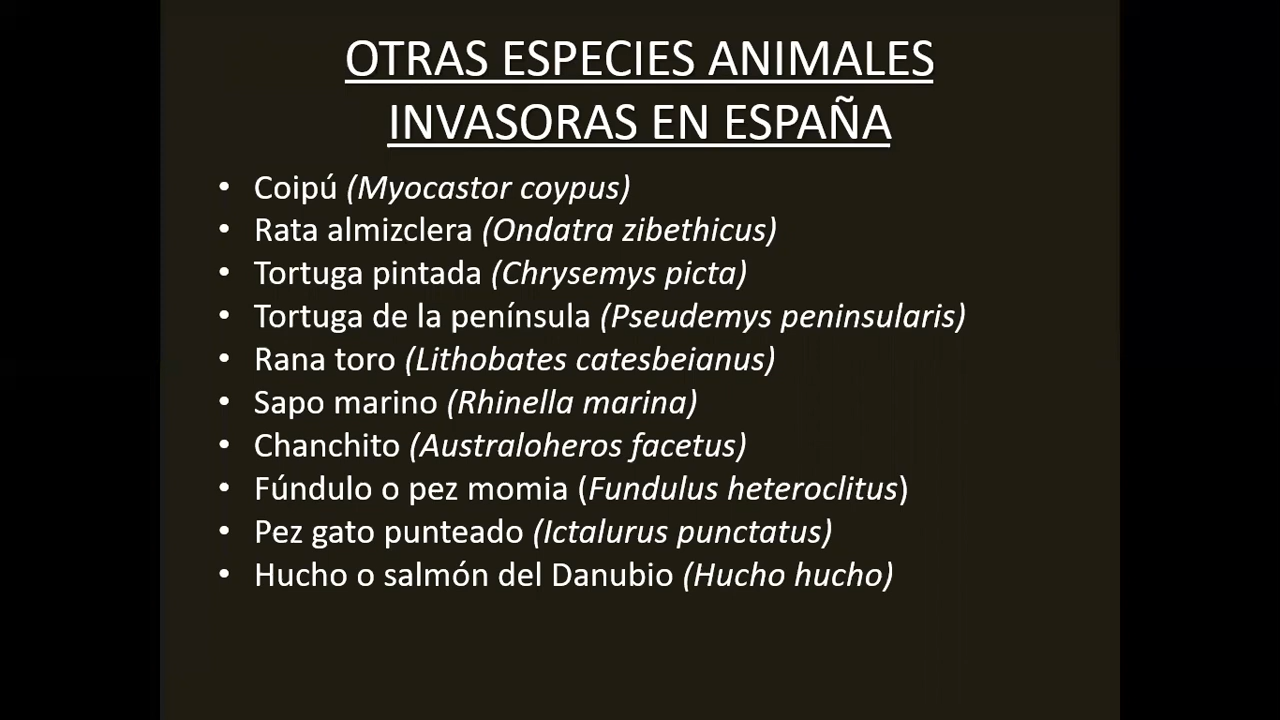 OTRAS ESPECIES ANIMALES
INVASORAS EN ESPAÑA
• Coipú (Myocastor coypus)
• Rata almizclera (Ondatra zibethicus)
• Tortuga pintada (Chrysemys picta)
• Tortuga de la península (Pseudemys peninsularis)
• Rana toro (Lithobates catesbeianus)
• Sapo marino (Rhinella marina)
• Chanchito (Australoheros facetus)
• Fúndulo o pez momia (Fundulus heteroclitus)
• Pez gato punteado (Ictalurus punctatus)
• Hucho o salmón del Danubio (Hucho hucho)